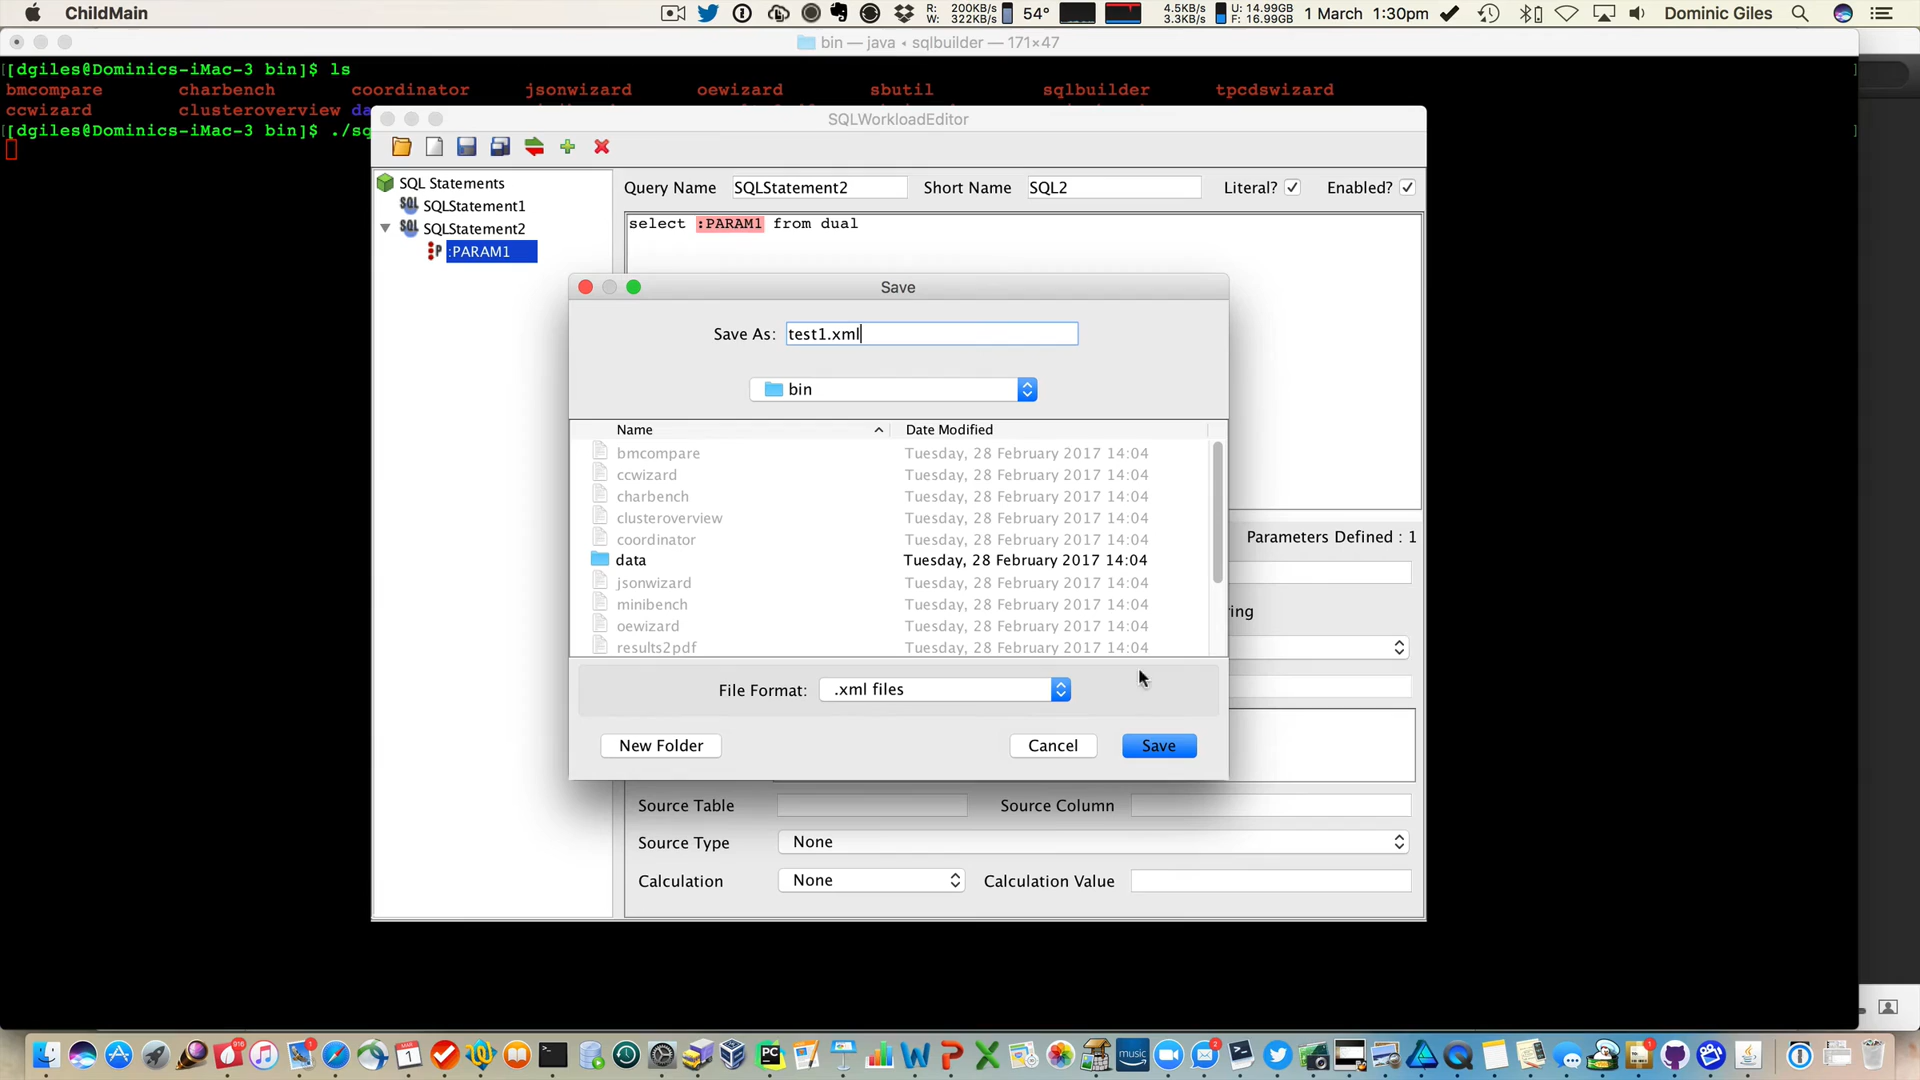 ChildMain
R: 200KB/s
W: 322KB/s
54°
4.5KB/s
3.3KB/s
U: 14.99GB
F: 16.99GB
1 March 1:30pm
Dominic Giles
bin — java ◂ sqlbuilder — 171×47
[[dgiles@Dominics-iMac-3 bin]$ ls
bmcompare charbench coordinator jsonwizard oewizard sbutil sqlbuilder tpcdswizard
ccwizard clusteroverview da
[[dgiles@Dominics-iMac-3 bin]$ ./sq
SQLWorkloadEditor
SQL Statements
SQL SQLStatement1
SQL SQLStatement2
P :PARAM1
Query Name SQLStatement2 Short Name SQL2 Literal? Enabled?
select :PARAM1 from dual
Save
Save As: test1.xml
bin
Name Date Modified
bmcompare Tuesday, 28 February 2017 14:04
ccwizard Tuesday, 28 February 2017 14:04
charbench Tuesday, 28 February 2017 14:04
clusteroverview Tuesday, 28 February 2017 14:04
coordinator Tuesday, 28 February 2017 14:04
data Tuesday, 28 February 2017 14:04
jsonwizard Tuesday, 28 February 2017 14:04
minibench Tuesday, 28 February 2017 14:04
oewizard Tuesday, 28 February 2017 14:04
results2pdf Tuesday, 28 February 2017 14:04
File Format: .xml files
New Folder Cancel Save
Parameters Defined : 1
ing
Source Table Source Column
Source Type None
Calculation None Calculation Value
PC
music